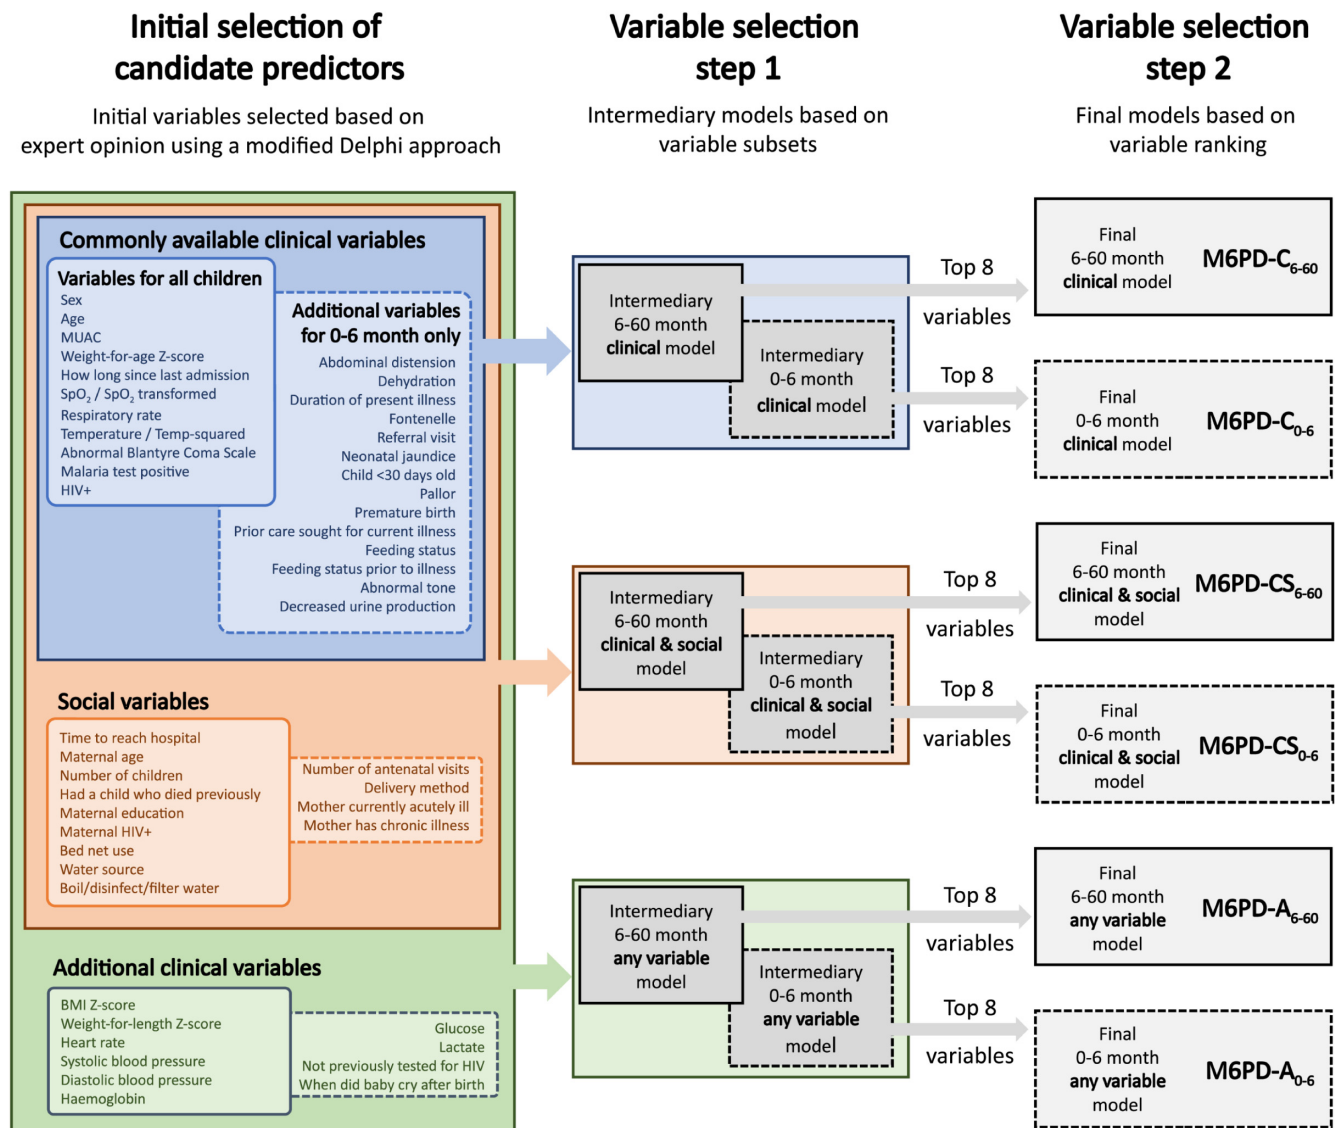 Initial selection of
candidate predictors
Initial variables selected based on
expert opinion using a modified Delphi approach
Commonly available clinical variables
Variables for all children
Sex
Age
MUAC
Weight-for-age Z-score
How long since last admission
SpO₂ / SpO₂ transformed
Respiratory rate
Temperature / Temp-squared
Abnormal Blantyre Coma Scale
Malaria test positive
HIV+
Additional variables
for 0-6 month only
Abdominal distension
Dehydration
Duration of present illness
Fontenelle
Referral visit
Neonatal jaundice
Child <30 days old
Pallor
Premature birth
Prior care sought for current illness
Feeding status
Feeding status prior to illness
Abnormal tone
Decreased urine production
Social variables
Time to reach hospital
Maternal age
Number of children
Had a child who died previously
Maternal education
Maternal HIV+
Bed net use
Water source
Boil/disinfect/filter water
Number of antenatal visits
Delivery method
Mother currently acutely ill
Mother has chronic illness
Additional clinical variables
BMI Z-score
Weight-for-length Z-score
Heart rate
Systolic blood pressure
Diastolic blood pressure
Haemoglobin
Glucose
Lactate
Not previously tested for HIV
When did baby cry after birth
Variable selection
step 1
Intermediary models based on
variable subsets
Intermediary
6-60 month
clinical model
Intermediary
0-6 month
clinical model
Top 8
variables
Top 8
variables
Intermediary
6-60 month
clinical & social
model
Intermediary
0-6 month
clinical & social
model
Top 8
variables
Top 8
variables
Intermediary
6-60 month
any variable
model
Intermediary
0-6 month
any variable
model
Top 8
variables
Top 8
variables
Variable selection
step 2
Final models based on
variable ranking
Final
6-60 month
clinical model
M6PD-C₆₋₆₀
Final
0-6 month
clinical model
M6PD-C₀₋₆
Final
6-60 month
clinical & social
model
M6PD-CS₆₋₆₀
Final
0-6 month
clinical & social
model
M6PD-CS₀₋₆
Final
6-60 month
any variable
model
M6PD-A₆₋₆₀
Final
0-6 month
any variable
model
M6PD-A₀₋₆